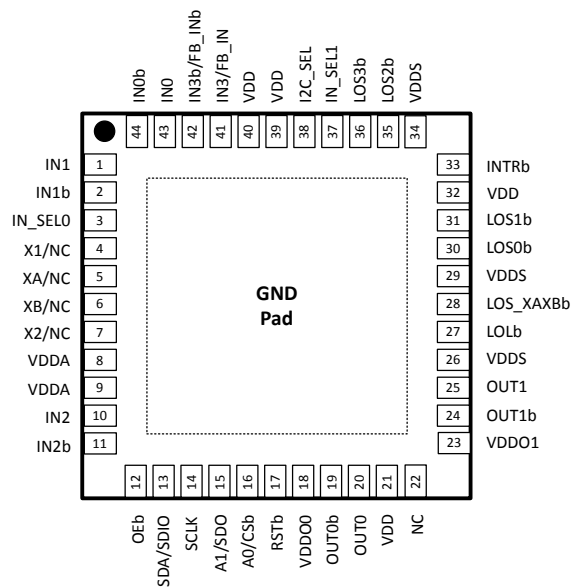 IN0b
IN0
IN3b/FB_INb
IN3/FB_IN
VDD
VDD
I2C_SEL
IN_SEL1
LOS3b
LOS2b
VDDS
44
43
42
41
40
39
38
37
36
35
34
IN1 1
IN1b 2
IN_SEL0 3
X1/NC 4
XA/NC 5
XB/NC 6
X2/NC 7
VDDA 8
VDDA 9
IN2 10
IN2b 11
GND
Pad
33 INTRb
32 VDD
31 LOS1b
30 LOS0b
29 VDDS
28 LOS_XAXBb
27 LOLb
26 VDDS
25 OUT1
24 OUT1b
23 VDDO1
12
13
14
15
16
17
18
19
20
21
22
OEb
SDA/SDIO
SCLK
A1/SDO
A0/CSb
RSTb
VDDO0
OUT0b
OUT0
VDD
NC